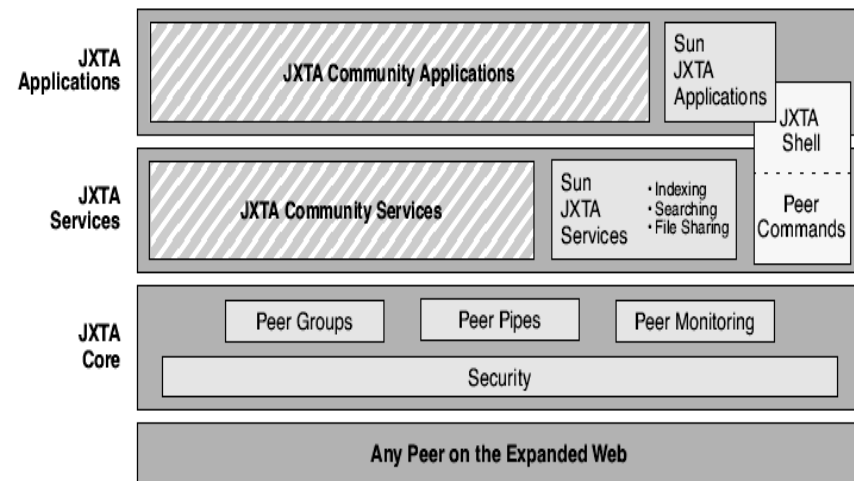 JXTA
Applications
JXTA Community Applications
Sun
JXTA
Applications
JXTA
Shell
JXTA
Services
JXTA Community Services
Sun
JXTA
Services
• Indexing
• Searching
• File Sharing
Peer
Commands
JXTA
Core
Peer Groups
Peer Pipes
Peer Monitoring
Security
Any Peer on the Expanded Web